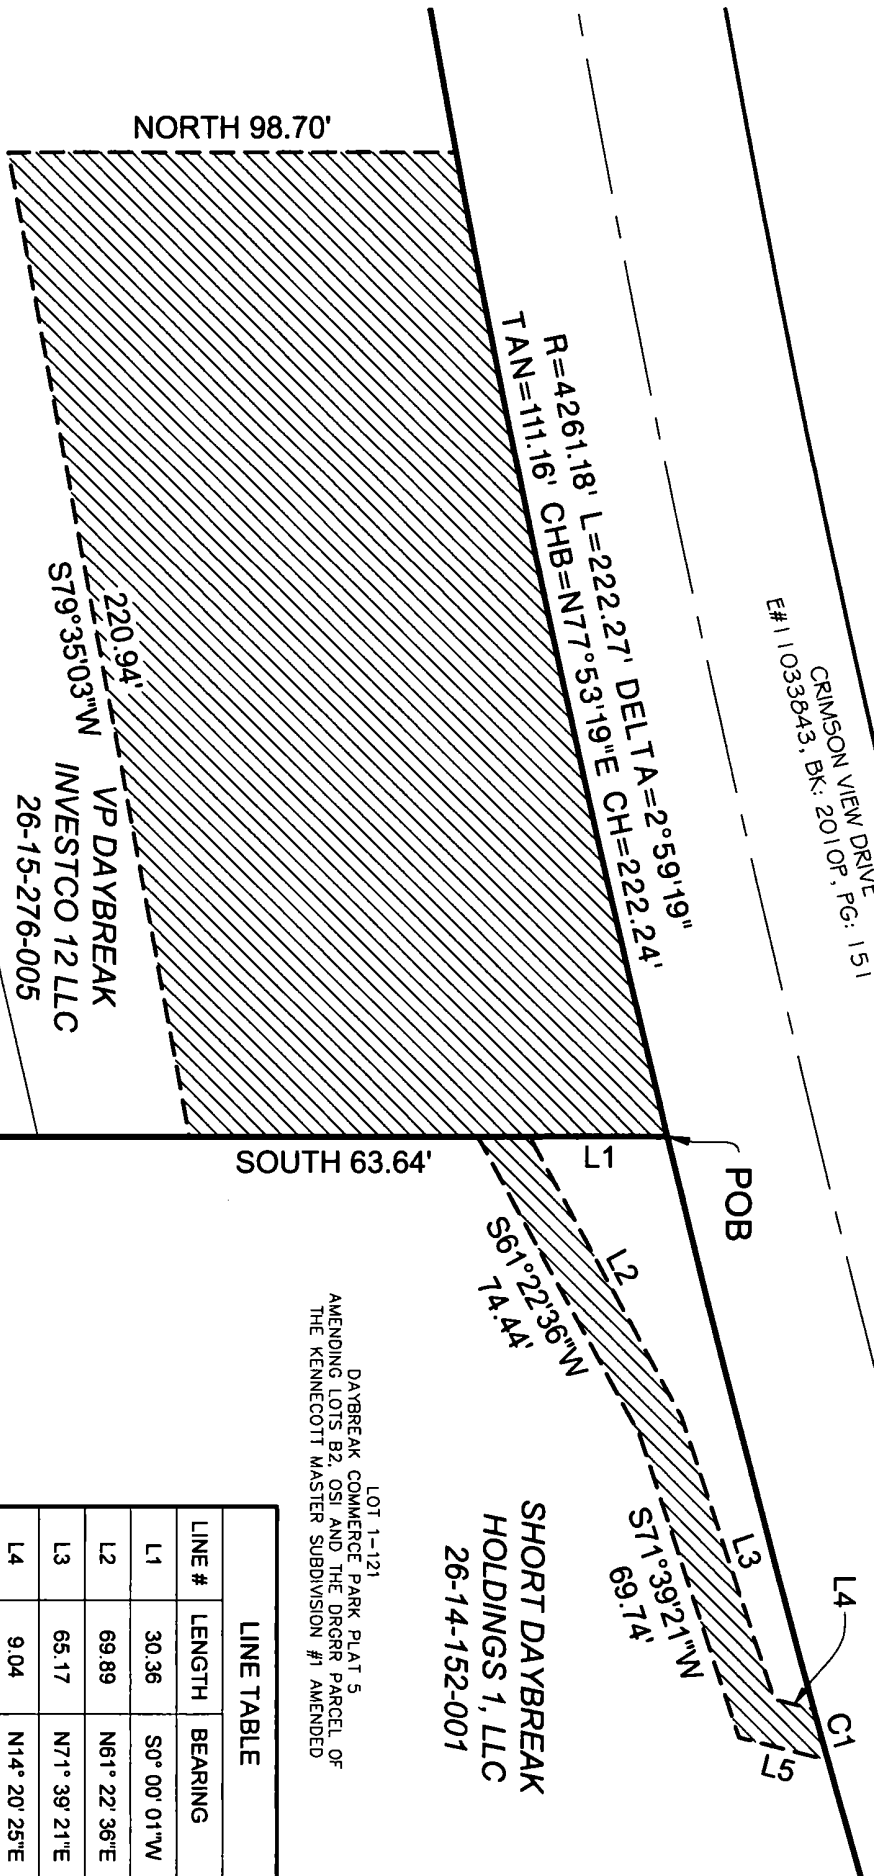 CRIMSON VIEW DRIVE
E#11033843, BK: 2010P, PG: 151
NORTH 98.70'
R=4261.18' L=222.27' DELTA=2°59'19"
TAN=111.16' CHB=N77°53'19"E CH=222.24'
220.94'
S79°35'03"W
VP DAYBREAK
INVESTCO 12 LLC
26-15-276-005
SOUTH 63.64'
L1
POB
L2
S61°22'36"W
74.44'
L3
S71°39'21"W
69.74'
L4
C1
L5
SHORT DAYBREAK
HOLDINGS 1, LLC
26-14-152-001
LOT 1-121
DAYBREAK COMMERCE PARK PLAT 5
AMENDING LOTS B2, OS1 AND THE DRGRR PARCEL OF
THE KENNECOTT MASTER SUBDIVISION #1 AMENDED
LINE TABLE
LINE # LENGTH BEARING
L1 30.36 S0° 00' 01"W
L2 69.89 N61° 22' 36"E
L3 65.17 N71° 39' 21"E
L4 9.04 N14° 20' 25"E